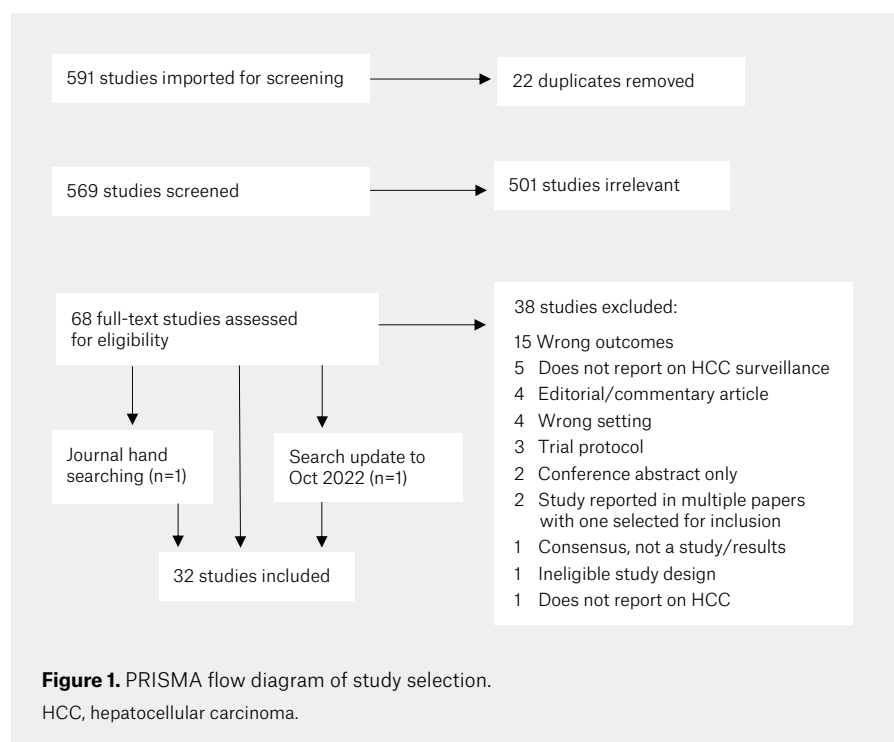 591 studies imported for screening
22 duplicates removed
569 studies screened
501 studies irrelevant
68 full-text studies assessed
for eligibility
38 studies excluded:
15 Wrong outcomes
5 Does not report on HCC surveillance
4 Editorial/commentary article
4 Wrong setting
3 Trial protocol
2 Conference abstract only
2 Study reported in multiple papers
with one selected for inclusion
1 Consensus, not a study/results
1 Ineligible study design
1 Does not report on HCC
Journal hand
searching (n=1)
Search update to
Oct 2022 (n=1)
32 studies included
Figure 1. PRISMA flow diagram of study selection.
HCC, hepatocellular carcinoma.